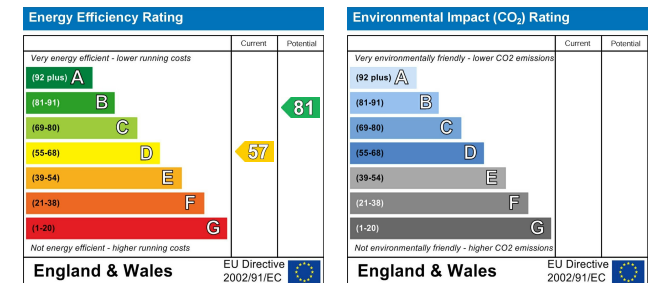 Energy Efficiency Rating
Current Potential
Very energy efficient - lower running costs
(92 plus) A
(81-91) B
81
(69-80) C
(55-68) D
57
(39-54) E
(21-38) F
(1-20) G
Not energy efficient - higher running costs
England & Wales
EU Directive
2002/91/EC
Environmental Impact (CO₂) Rating
Current Potential
Very environmentally friendly - lower CO2 emissions
(92 plus) A
(81-91) B
(69-80) C
(55-68) D
(39-54) E
(21-38) F
(1-20) G
Not environmentally friendly - higher CO2 emissions
England & Wales
EU Directive
2002/91/EC